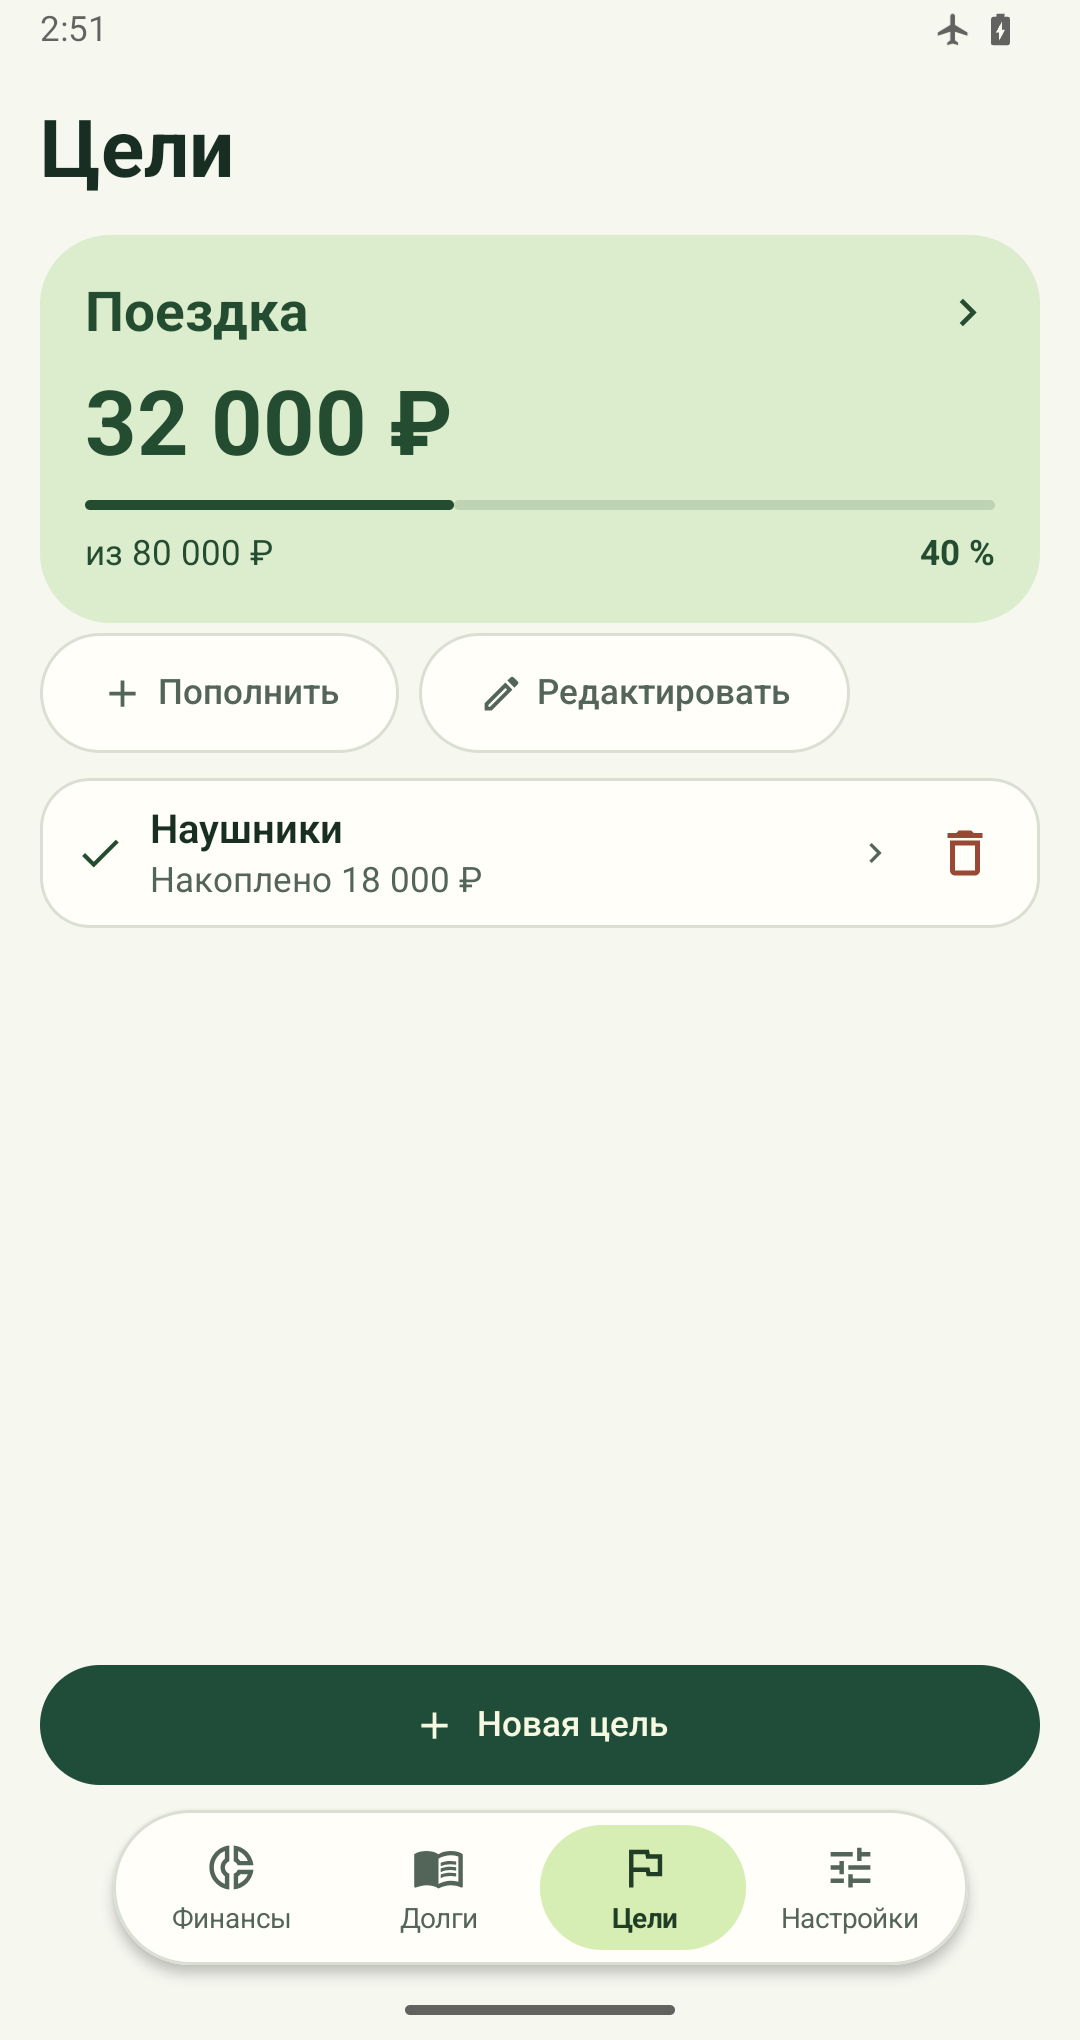 2:51
Цели
Поездка
32 000 ₽
из 80 000 ₽
40 %
Пополнить
Редактировать
Наушники
Накоплено 18 000 ₽
Новая цель
Финансы
Долги
Цели
Настройки